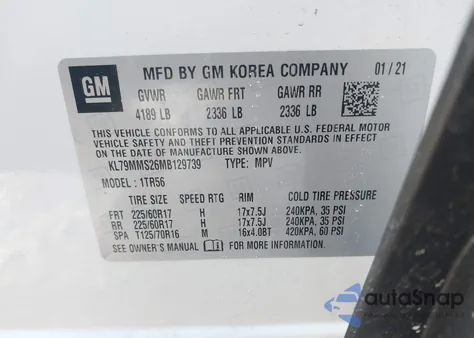 GM
MFD BY GM KOREA COMPANY 01/21
GVWR GAWR FRT GAWR RR
4189 LB 2336 LB 2336 LB
THIS VEHICLE CONFORMS TO ALL APPLICABLE U.S. FEDERAL MOTOR
VEHICLE SAFETY, BUMPER, AND THEFT PREVENTION STANDARDS IN
EFFECT ON THE DATE OF MANUFACTURE SHOWN ABOVE.
KL79MMS26MB129739 TYPE: MPV
MODEL: 1TR56
TIRE SIZE SPEED RTG RIM COLD TIRE PRESSURE
FRT 225/60R17 H 17x7.5J 240KPA, 35 PSI
RR 225/60R17 H 17x7.5J 240KPA, 35 PSI
SPA T125/70R16 M 16x4.0BT 420KPA, 60 PSI
SEE OWNER'S MANUAL FOR MORE INFORMATION.
autoSnap